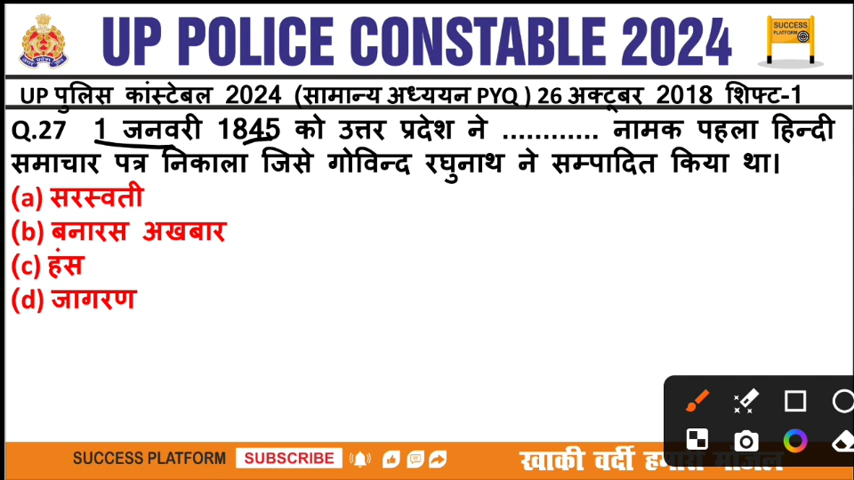 UP POLICE CONSTABLE 2024
SUCCESS
PLATFORM
UP पुलिस कांस्टेबल 2024 (सामान्य अध्ययन PYQ ) 26 अक्टूबर 2018 शिफ्ट-1
Q.27 1 जनवरी 1845 को उत्तर प्रदेश ने ............ नामक पहला हिन्दी
समाचार पत्र निकाला जिसे गोविन्द रघुनाथ ने सम्पादित किया था।
(a) सरस्वती
(b) बनारस अखबार
(c) हंस
(d) जागरण
SUCCESS PLATFORM SUBSCRIBE खाकी वर्दी हमारी मंजिल